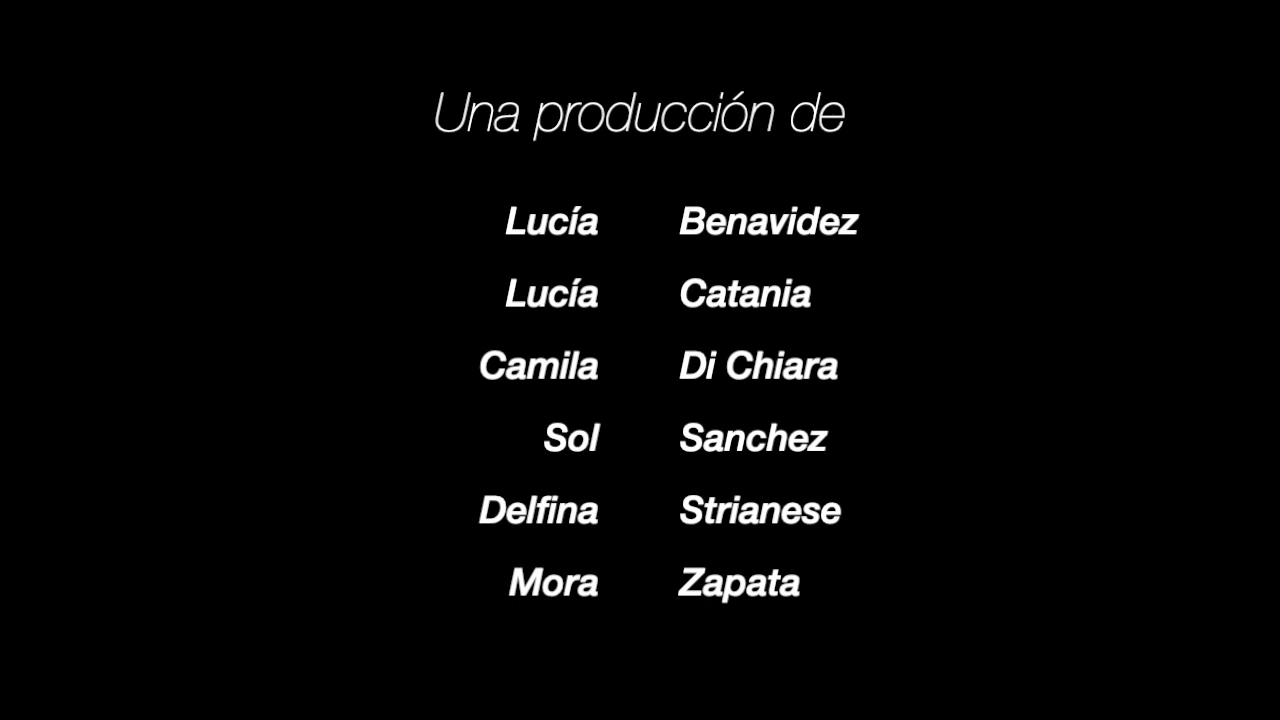 Una producción de
Lucía Benavidez
Lucía Catania
Camila Di Chiara
Sol Sanchez
Delfina Strianese
Mora Zapata